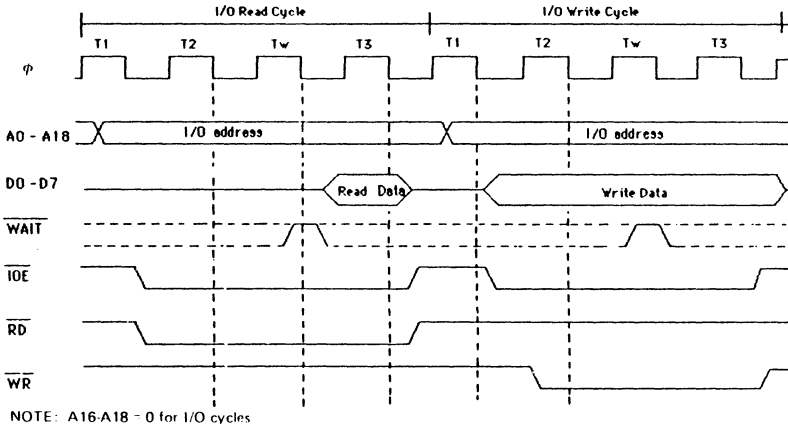 I/O Read Cycle I/O Write Cycle
T1 T2 Tw T3 T1 T2 Tw T3
φ
A0 - A18 I/O address I/O address
D0 - D7 Read Data Write Data
WAIT
IOE
RD
WR
NOTE: A16-A18 = 0 for I/O cycles